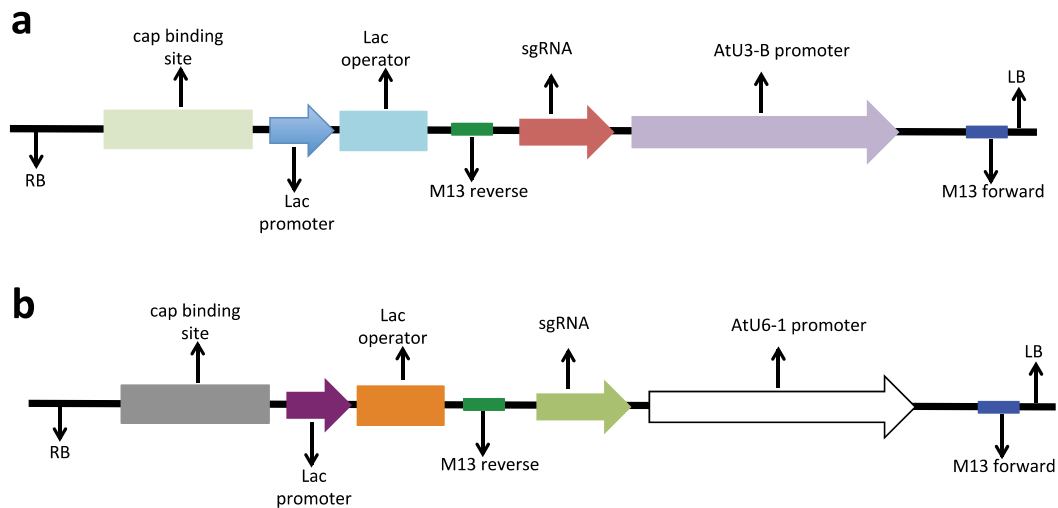 a
cap binding
site
Lac
operator
sgRNA
AtU3-B promoter
LB
RB
Lac
promoter
M13 reverse
M13 forward
b
cap binding
site
Lac
operator
sgRNA
AtU6-1 promoter
LB
RB
Lac
promoter
M13 reverse
M13 forward